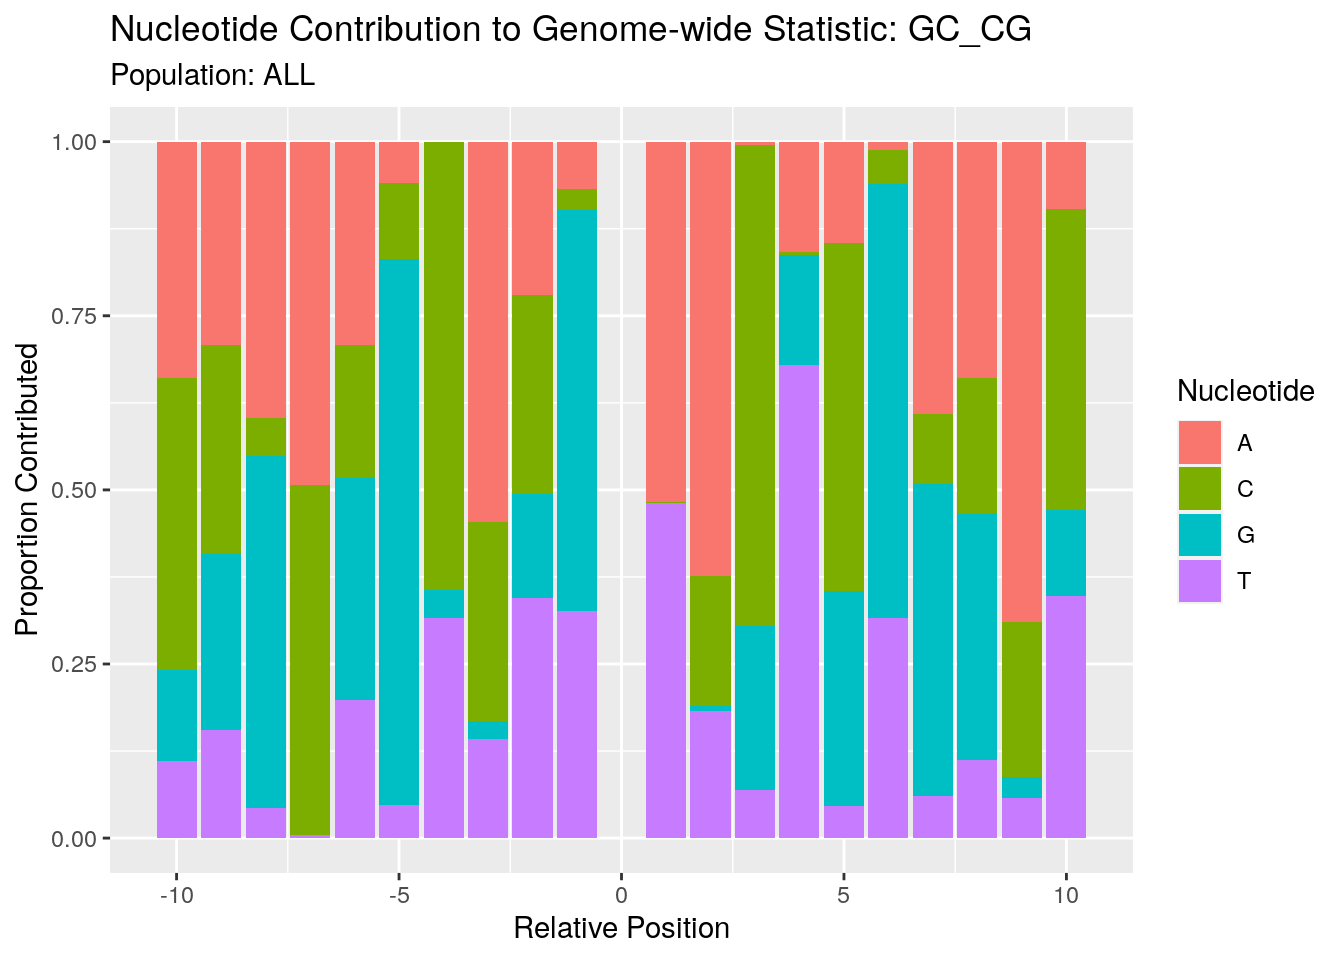 Nucleotide Contribution to Genome-wide Statistic: GC_CG
Population: ALL
1.00
0.75
0.50
0.25
0.00
Proportion Contributed
-10
-5
0
5
10
Relative Position
Nucleotide
A
C
G
T